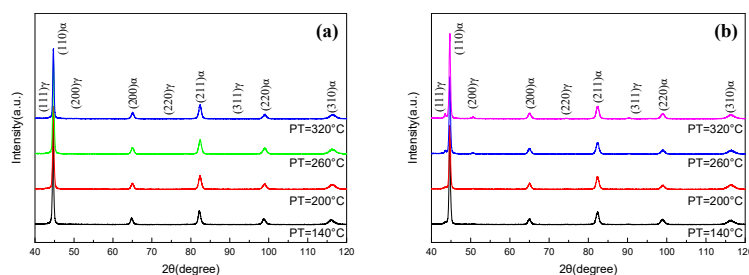 (a)
Intensity(a.u.)
(111)γ
(110)α
(200)γ
(200)α
(220)γ
(211)α
(311)γ
(220)α
(310)α
PT=320°C
PT=260°C
PT=200°C
PT=140°C
40 50 60 70 80 90 100 110 120
2θ(degree)
(b)
Intensity(a.u.)
(111)γ
(110)α
(200)γ
(200)α
(220)γ
(211)α
(311)γ
(220)α
(310)α
PT=320°C
PT=260°C
PT=200°C
PT=140°C
40 50 60 70 80 90 100 110 120
2θ(degree)